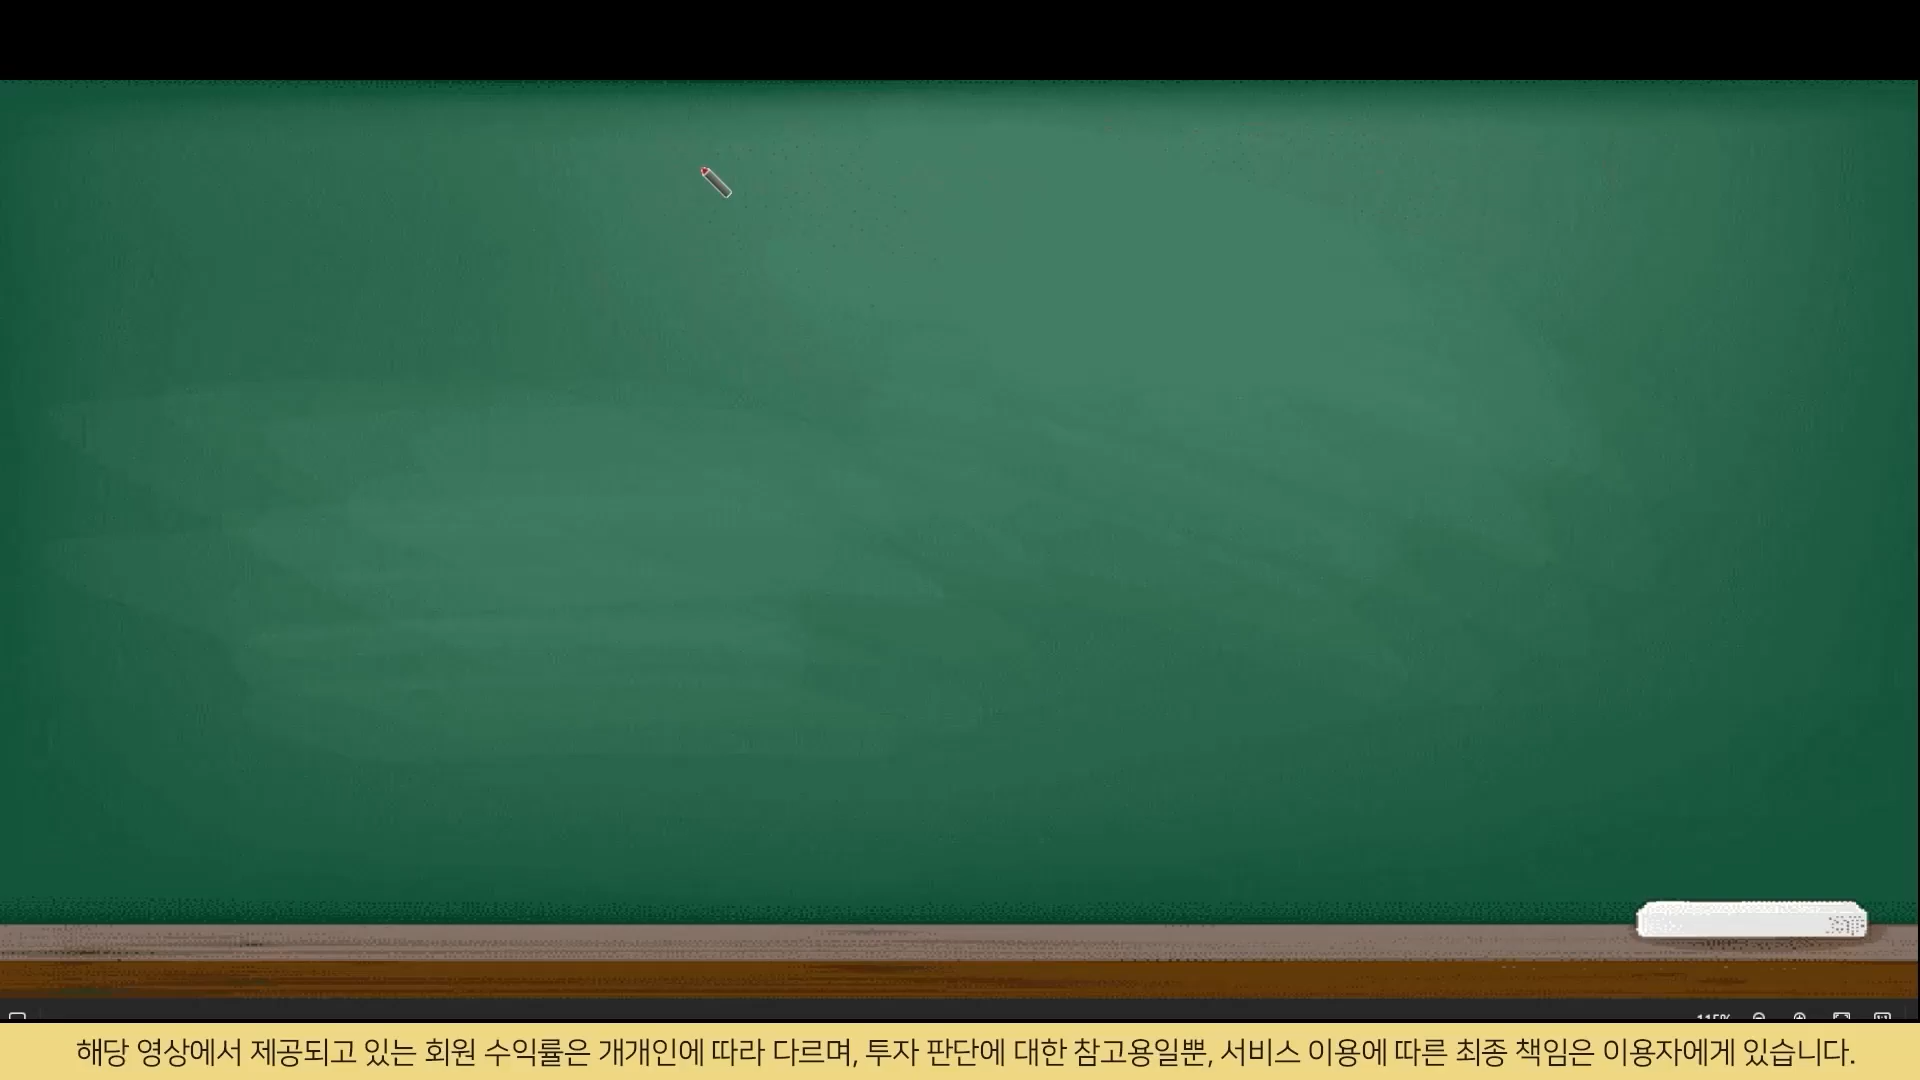 115%
해당 영상에서 제공되고 있는 회원 수익률은 개개인에 따라 다르며, 투자 판단에 대한 참고용일뿐, 서비스 이용에 따른 최종 책임은 이용자에게 있습니다.